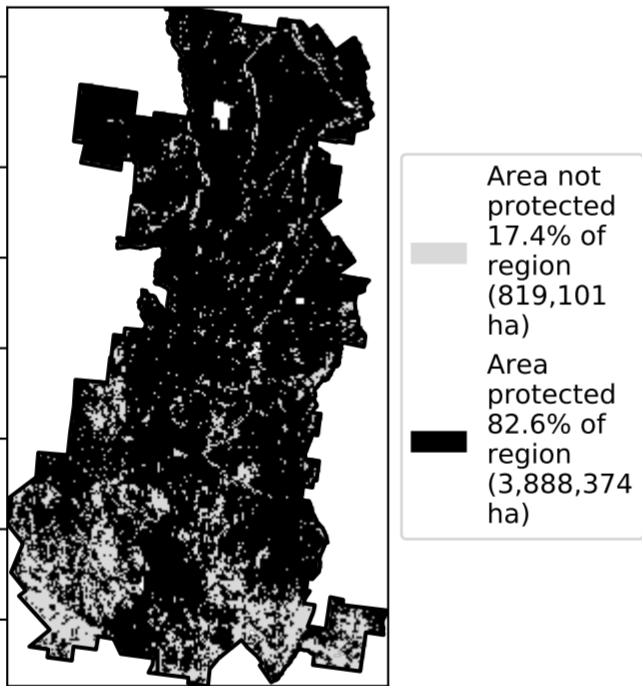 Area not
protected
17.4% of
region
(819,101
ha)
Area
protected
82.6% of
region
(3,888,374
ha)